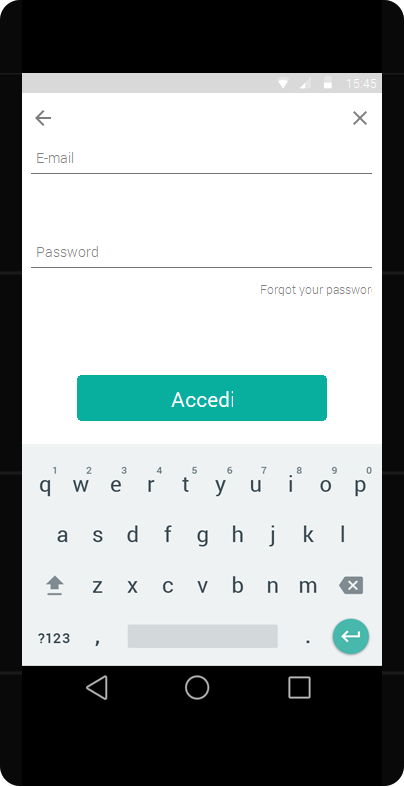 15:45
E-mail
Password
Forgot your passwor
Accedi
1 2 3 4 5 6 7 8 9 0
q w e r t y u i o p
a s d f g h j k l
z x c v b n m
?123 , .